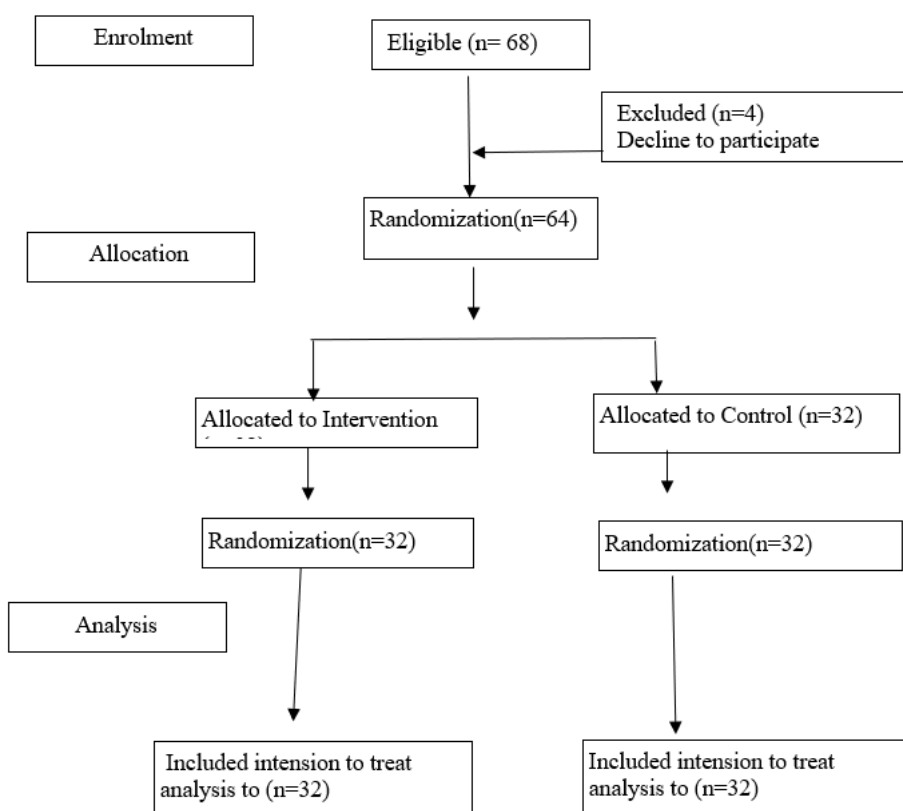 Enrolment
Eligible (n= 68)
Excluded (n=4)
Decline to participate
Randomization(n=64)
Allocation
Allocated to Intervention
Allocated to Control (n=32)
Randomization(n=32)
Randomization(n=32)
Analysis
Included intension to treat
analysis to (n=32)
Included intension to treat
analysis to (n=32)